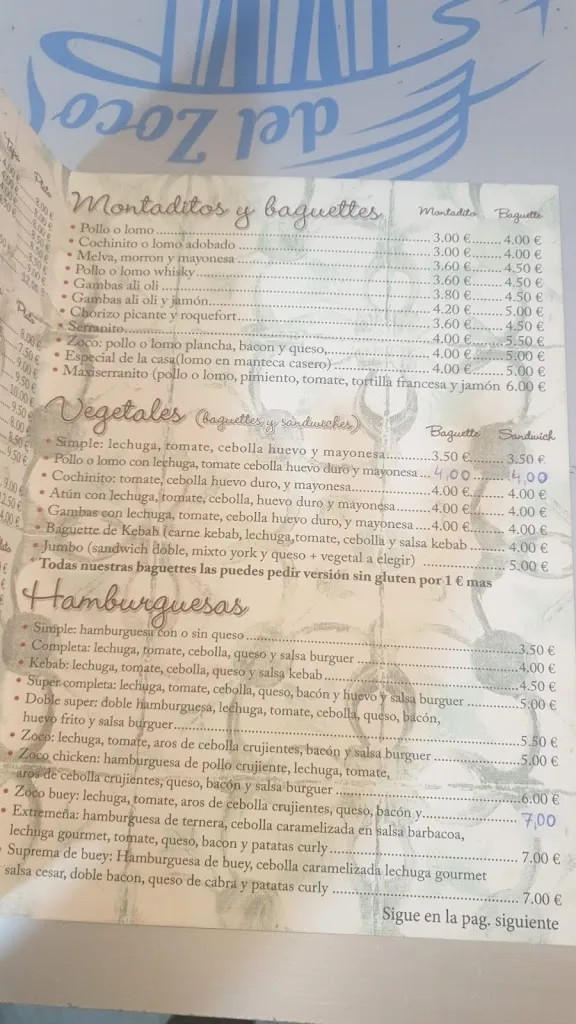 del Zoco
Montaditos y baguettes Montadito Baguette
• Pollo o lomo 3.00 € 4.00 €
• Cochinito o lomo adobado 3.00 € 4.00 €
• Melva, morron y mayonesa 3.60 € 4.50 €
• Pollo o lomo whisky 3.60 € 4.50 €
• Gambas ali oli 3.80 € 4.50 €
• Gambas ali oli y jamón 4.20 € 5.00 €
• Chorizo picante y roquefort 3.60 € 4.50 €
• Serranito 4.00 € 5.50 €
• Zoco: pollo o lomo plancha, bacon y queso, 4.00 € 5.00 €
• Especial de la casa(lomo en manteca casero) 4.00 € 5.00 €
• Maxiserranito (pollo o lomo, pimiento, tomate, tortilla francesa y jamón 6.00 €
Vegetales (baguettes y sandwiches) Baguette Sandwich
• Simple: lechuga, tomate, cebolla huevo y mayonesa 3.50 € 3.50 €
• Pollo o lomo con lechuga, tomate cebolla huevo duro y mayonesa 4,00 4,00
• Cochinito: tomate, cebolla huevo duro, y mayonesa 4.00 € 4.00 €
• Atún con lechuga, tomate, cebolla, huevo duro y mayonesa 4.00 € 4.00 €
• Gambas con lechuga, tomate, cebolla huevo duro, y mayonesa 4.00 € 4.00 €
• Baguette de Kebah (carne kebab, lechuga,tomate, cebolla y salsa kebab 4.00 €
• Jumbo (sandwich doble, mixto york y queso + vegetal a elegir) 5.00 €
* Todas nuestras baguettes las puedes pedir versión sin gluten por 1 € mas
Hamburguesas
• Simple: hamburguesa con o sin queso 3.50 €
• Completa: lechuga, tomate, cebolla, queso y salsa burguer 4.00 €
• Kebab: lechuga, tomate, cebolla, queso y salsa kebab 4.50 €
• Super completa: lechuga, tomate, cebolla, queso, bacón y huevo y salsa burguer 5.00 €
• Doble super: doble hamburguesa, lechuga, tomate, cebolla, queso, bacón,
huevo frito y salsa burguer 5.50 €
• Zoco: lechuga, tomate, aros de cebolla crujientes, bacón y salsa burguer 5.00 €
• Zoco chicken: hamburguesa de pollo crujiente, lechuga, tomate,
aros de cebolla crujientes, queso, bacón y salsa burguer 6.00 €
• Zoco buey: lechuga, tomate, aros de cebolla crujientes, queso, bacón y 7,00
• Extremeña: hamburguesa de ternera, cebolla caramelizada en salsa barbacoa,
lechuga gourmet, tomate, queso, bacon y patatas curly 7.00 €
• Suprema de buey: Hamburguesa de buey, cebolla caramelizada lechuga gourmet
salsa cesar, doble bacon, queso de cabra y patatas curly 7.00 €
Sigue en la pag. siguiente